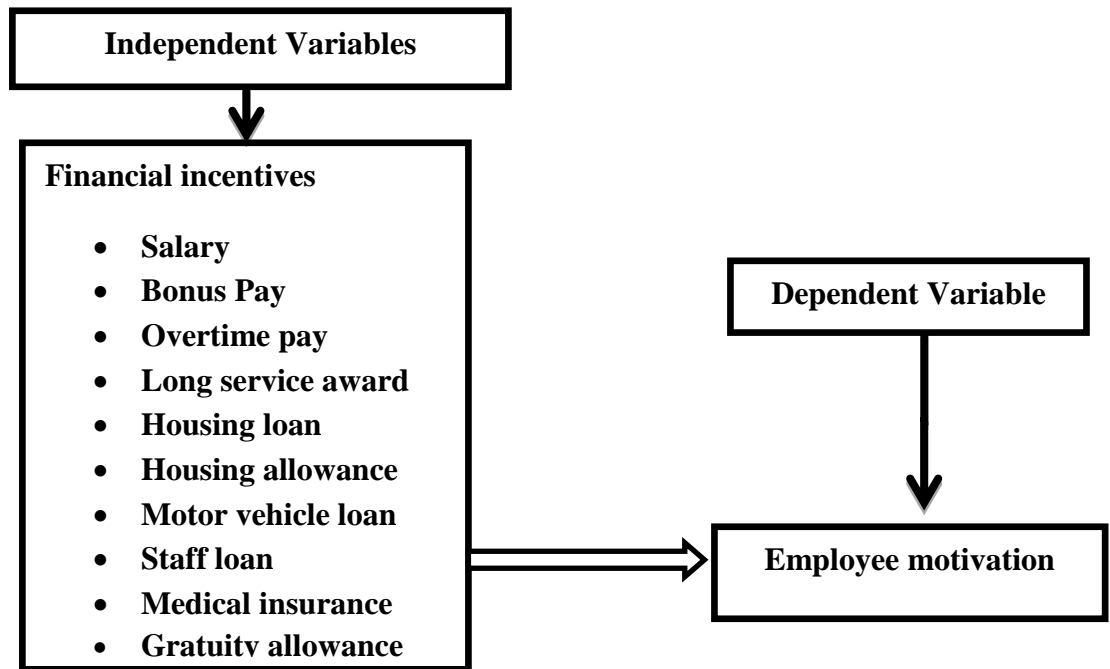 Independent Variables
Financial incentives
• Salary
• Bonus Pay
• Overtime pay
• Long service award
• Housing loan
• Housing allowance
• Motor vehicle loan
• Staff loan
• Medical insurance
• Gratuity allowance
Dependent Variable
Employee motivation